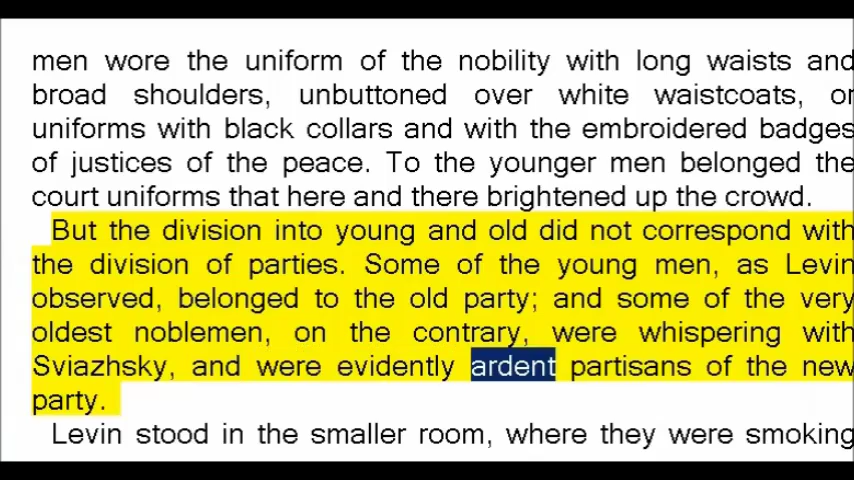 men wore the uniform of the nobility with long waists and
broad shoulders, unbuttoned over white waistcoats, or
uniforms with black collars and with the embroidered badges
of justices of the peace. To the younger men belonged the
court uniforms that here and there brightened up the crowd.
But the division into young and old did not correspond with
the division of parties. Some of the young men, as Levin
observed, belonged to the old party; and some of the very
oldest noblemen, on the contrary, were whispering with
Sviazhsky, and were evidently ardent partisans of the new
party.
Levin stood in the smaller room, where they were smoking